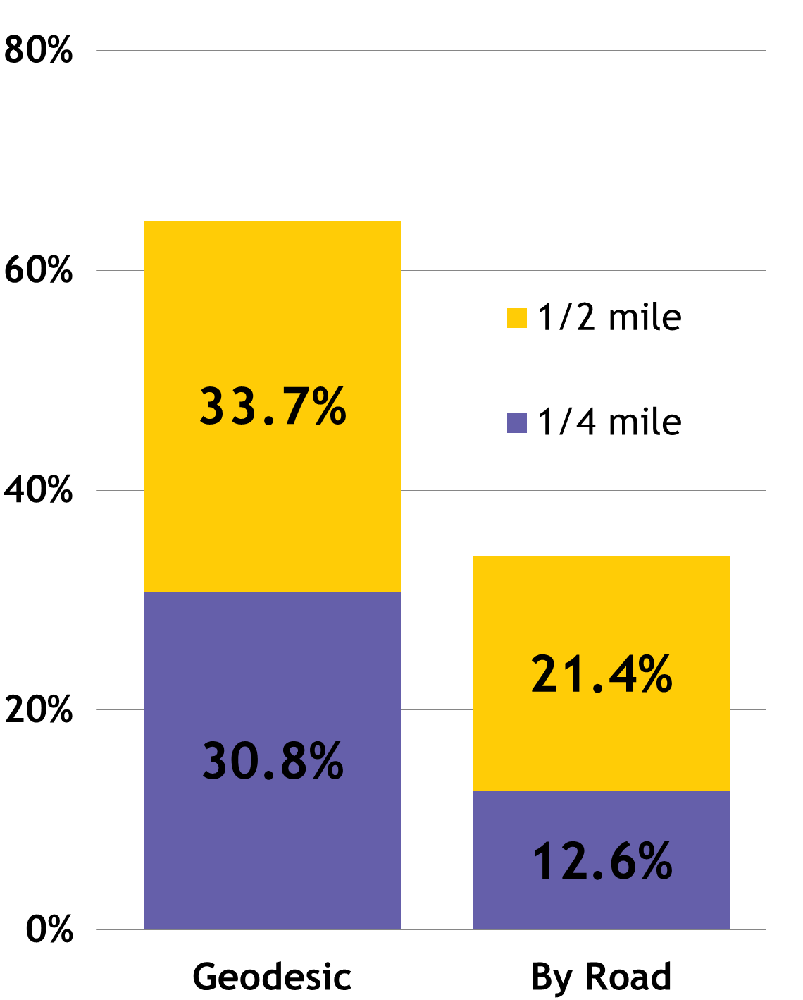 80%
60%
1/2 mile
33.7%
1/4 mile
40%
21.4%
20%
30.8%
12.6%
0%
Geodesic
By Road